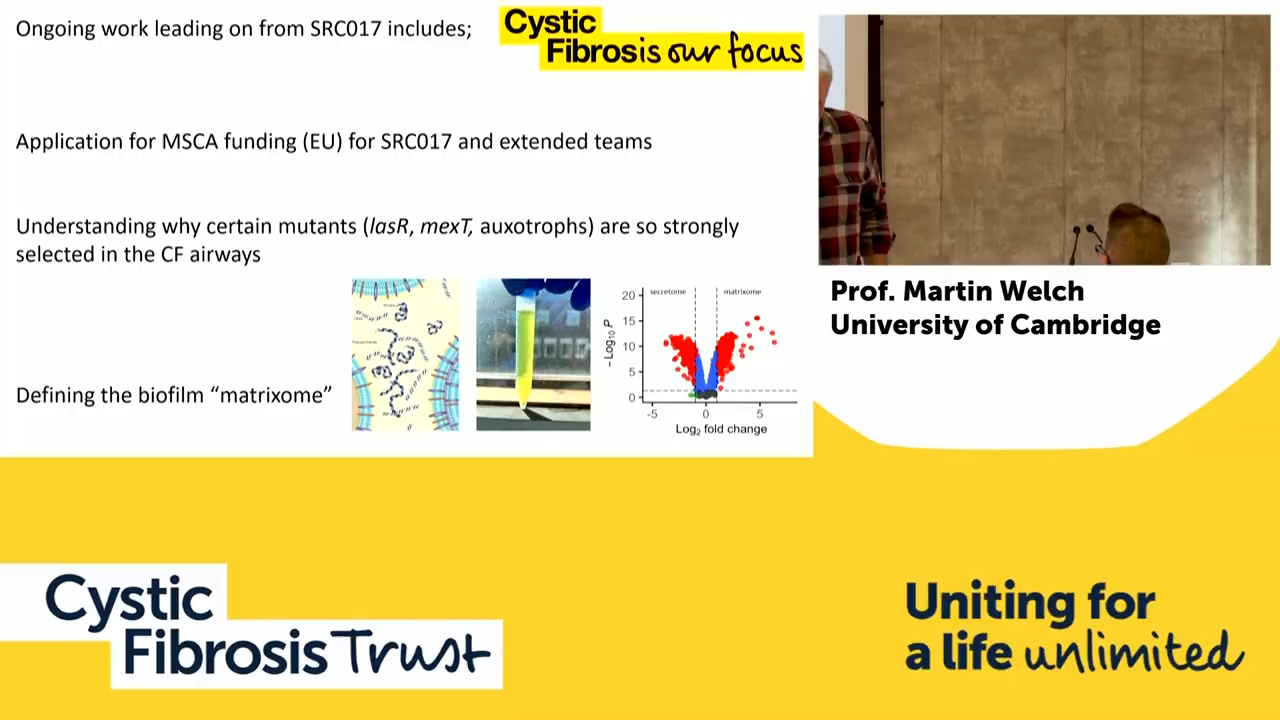 Ongoing work leading on from SRC017 includes;
Cystic
Fibrosis is our focus
Application for MSCA funding (EU) for SRC017 and extended teams
Understanding why certain mutants (lasR, mexT, auxotrophs) are so strongly
selected in the CF airways
Defining the biofilm “matrixome”
secretome
matrixome
20
15
10
5
0
-5
0
5
– Log10 P
Log2 fold change
Prof. Martin Welch
University of Cambridge
Cystic
Fibrosis Trust
Uniting for
a life unlimited